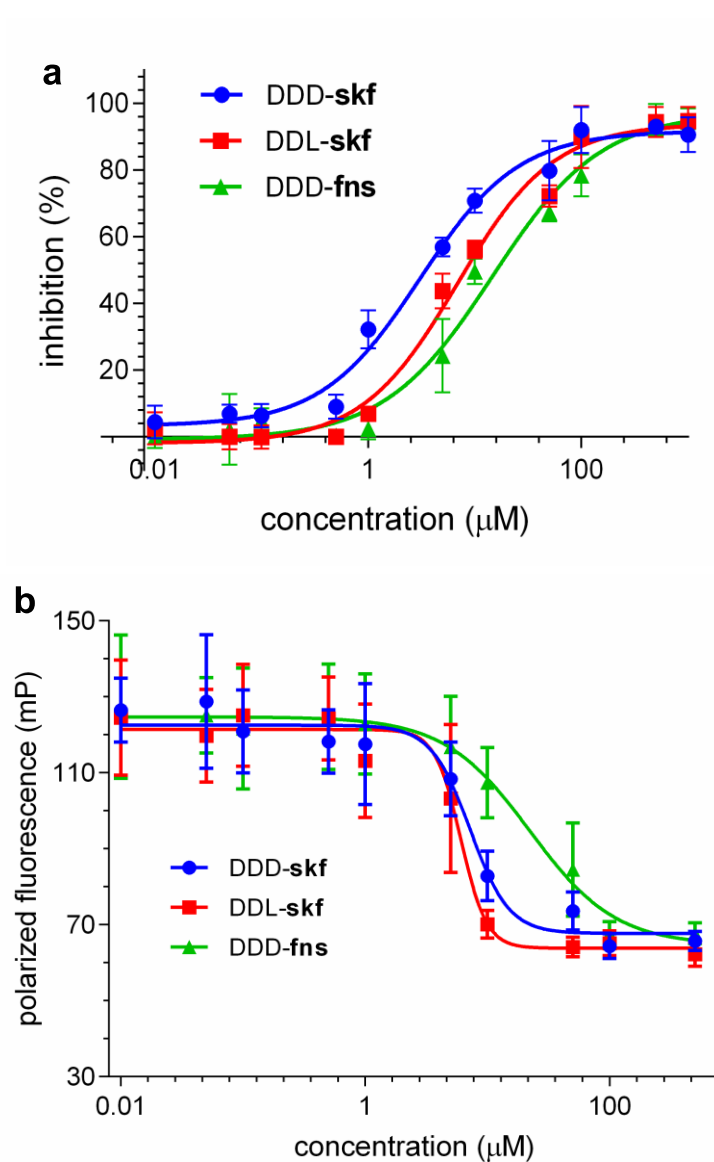 a
DDD-skf
DDL-skf
DDD-fns
inhibition (%)
100
80
60
40
20
0.01
1
100
concentration (μM)
b
150
110
70
30
polarized fluorescence (mP)
DDD-skf
DDL-skf
DDD-fns
0.01
1
100
concentration (μM)